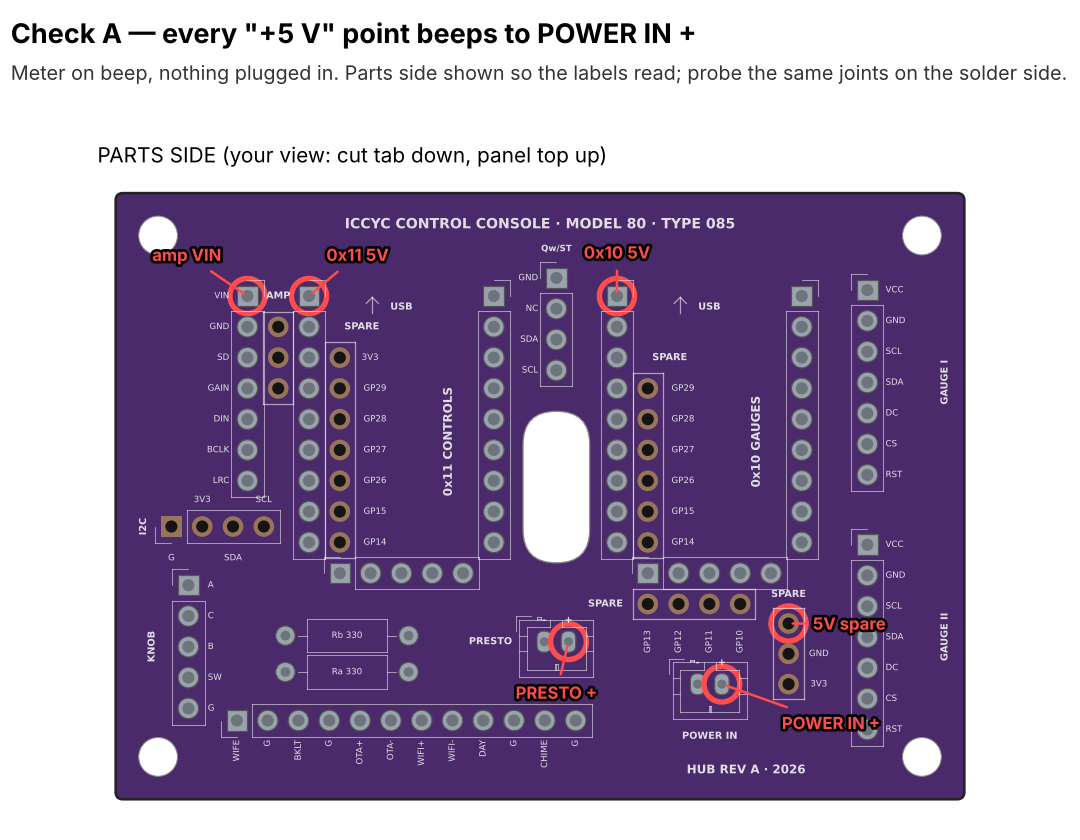 Check A — every "+5 V" point beeps to POWER IN +
Meter on beep, nothing plugged in. Parts side shown so the labels read; probe the same joints on the solder side.
PARTS SIDE (your view: cut tab down, panel top up)
ICCYC CONTROL CONSOLE · MODEL 80 · TYPE 085
amp VIN
0x11 5V
Qw/ST
0x10 5V
VIN
AMP
GND
SD
GAIN
DIN
BCLK
LRC
USB
SPARE
3V3
GP29
GP28
GP27
GP26
GP15
GP14
0x11 CONTROLS
GND
NC
SDA
SCL
USB
SPARE
GP29
GP28
GP27
GP26
GP15
GP14
0x10 GAUGES
VCC
GND
SCL
SDA
DC
CS
RST
GAUGE I
I2C
3V3
SCL
G
SDA
KNOB
A
C
B
SW
G
Rb 330
Ra 330
PRESTO
-
+
PRESTO +
SPARE
GP13
GP12
GP11
GP10
SPARE
5V spare
GND
3V3
-
+
POWER IN +
POWER IN
VCC
GND
SCL
SDA
DC
CS
RST
GAUGE II
WIFE
G
BKLT
G
OTA+
OTA-
WIFI+
WIFI-
DAY
G
CHIME
G
HUB REV A · 2026